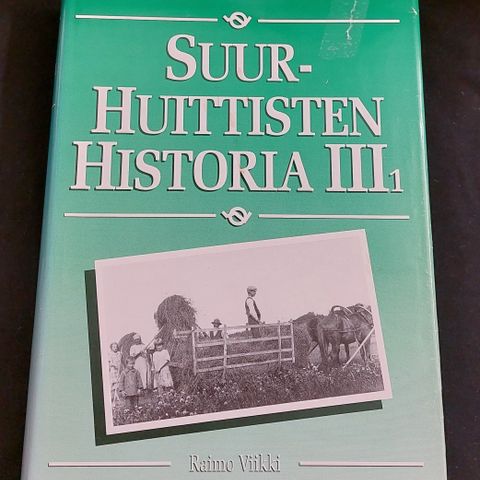 SUUR-
HUITTISTEN
HISTORIA III1
Raimo Viikki